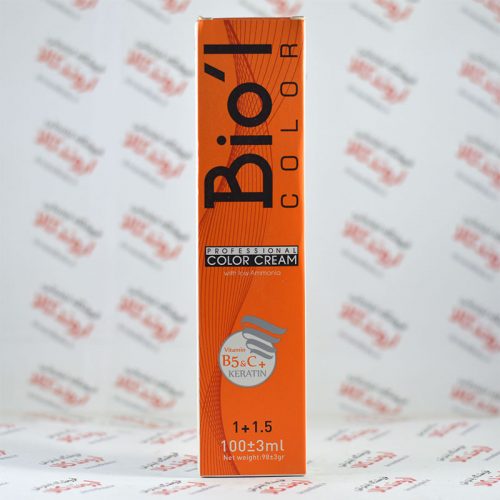 Bio'l
COLOR
PROFESSIONAL
COLOR CREAM
with low Ammonia
Vitamin
B5&C+
KERATIN
1+1.5
100±3ml
Net weight:98±3gr